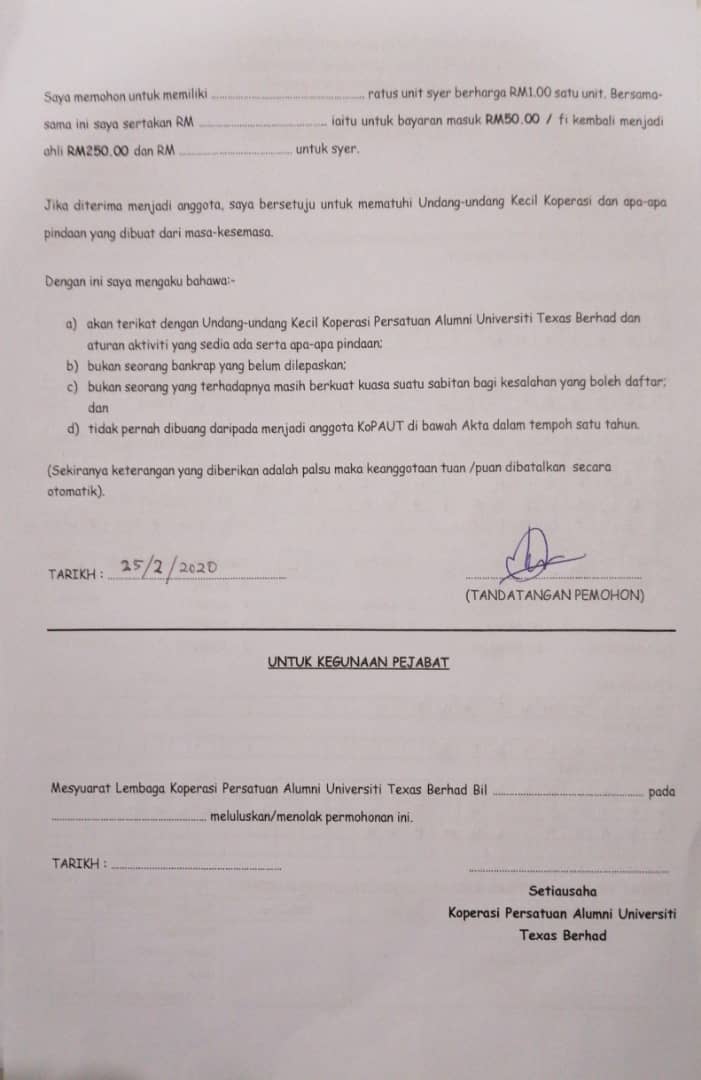 Saya memohon untuk memiliki ........................................ ratus unit syer berharga RM1.00 satu unit. Bersama-
sama ini saya sertakan RM ................................. iaitu untuk bayaran masuk RM50.00 / fi kembali menjadi
ahli RM250.00 dan RM ............................. untuk syer.
Jika diterima menjadi anggota, saya bersetuju untuk mematuhi Undang-undang Kecil Koperasi dan apa-apa
pindaan yang dibuat dari masa-kesemasa.
Dengan ini saya mengaku bahawa:-
a) akan terikat dengan Undang-undang Kecil Koperasi Persatuan Alumni Universiti Texas Berhad dan
aturan aktiviti yang sedia ada serta apa-apa pindaan;
b) bukan seorang bankrap yang belum dilepaskan;
c) bukan seorang yang terhadapnya masih berkuat kuasa suatu sabitan bagi kesalahan yang boleh daftar;
dan
d) tidak pernah dibuang daripada menjadi anggota KoPAUT di bawah Akta dalam tempoh satu tahun.
(Sekiranya keterangan yang diberikan adalah palsu maka keanggotaan tuan /puan dibatalkan secara
otomatik).
TARIKH : 25/2/2020
(TANDATANGAN PEMOHON)
UNTUK KEGUNAAN PEJABAT
Mesyuarat Lembaga Koperasi Persatuan Alumni Universiti Texas Berhad Bil ....................................... pada
........................................ meluluskan/menolak permohonan ini.
TARIKH : ............................................
Setiausaha
Koperasi Persatuan Alumni Universiti
Texas Berhad